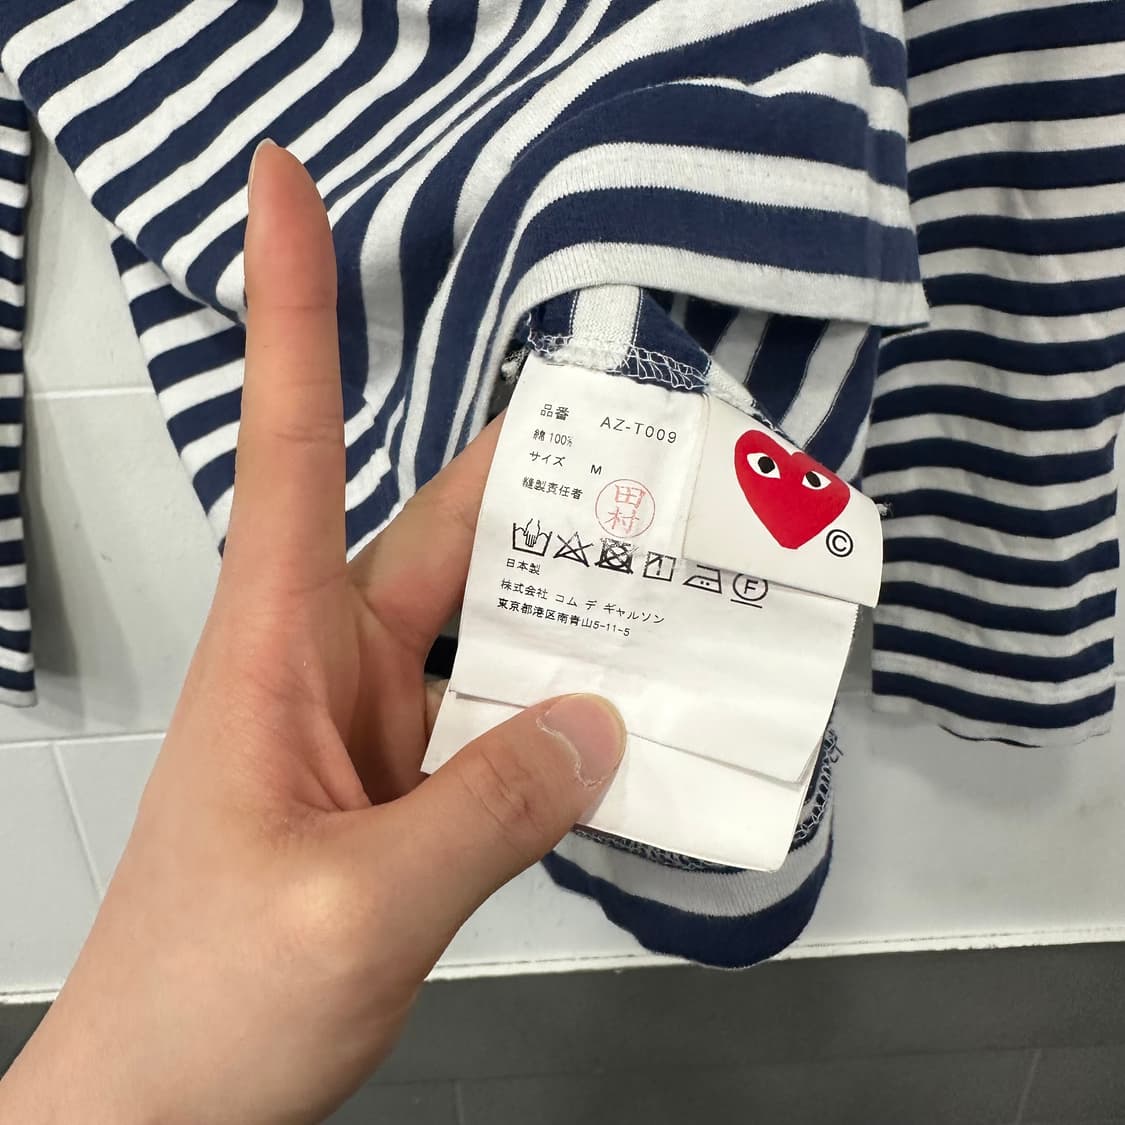 品番 AZ-T009
綿 100%
サイズ M
縫製責任者 田村
日本製
株式会社 コム デ ギャルソン
東京都港区南青山5-11-5
©
F